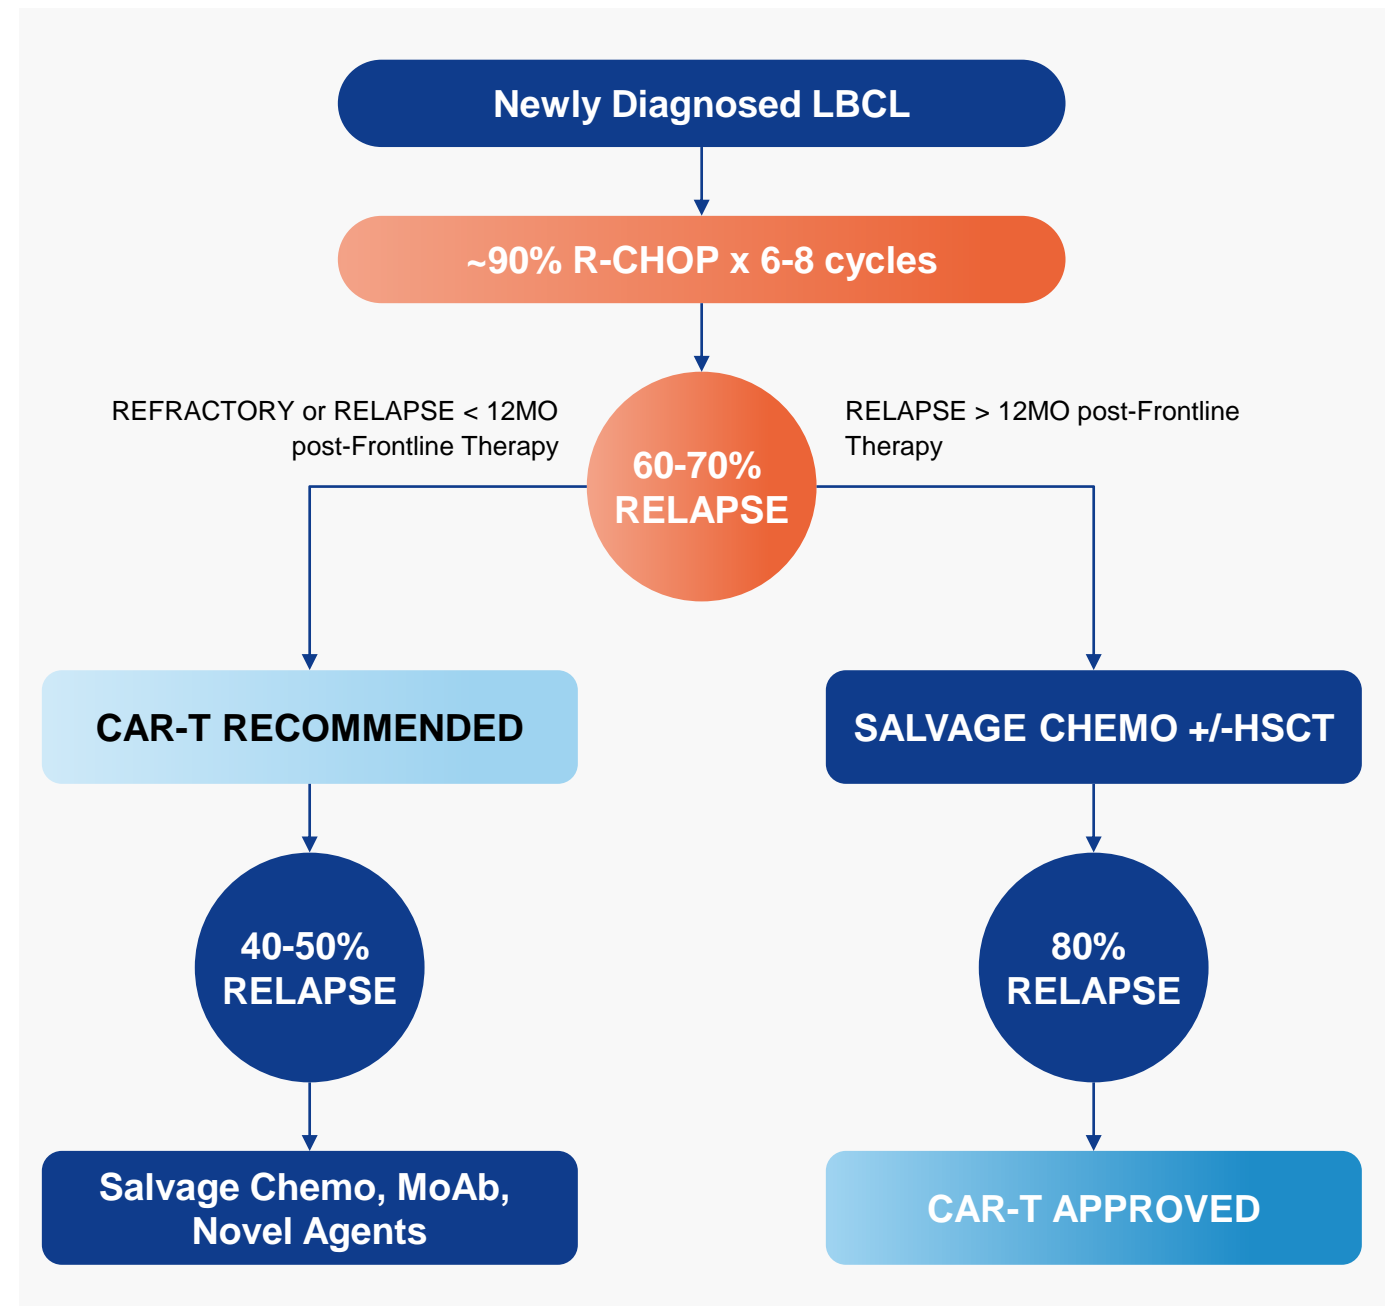 Newly Diagnosed LBCL
~90% R-CHOP x 6-8 cycles
REFRACTORY or RELAPSE < 12MO
post-Frontline Therapy
RELAPSE > 12MO post-Frontline
Therapy
60-70%
RELAPSE
CAR-T RECOMMENDED
SALVAGE CHEMO +/-HSCT
40-50%
RELAPSE
80%
RELAPSE
Salvage Chemo, MoAb,
Novel Agents
CAR-T APPROVED